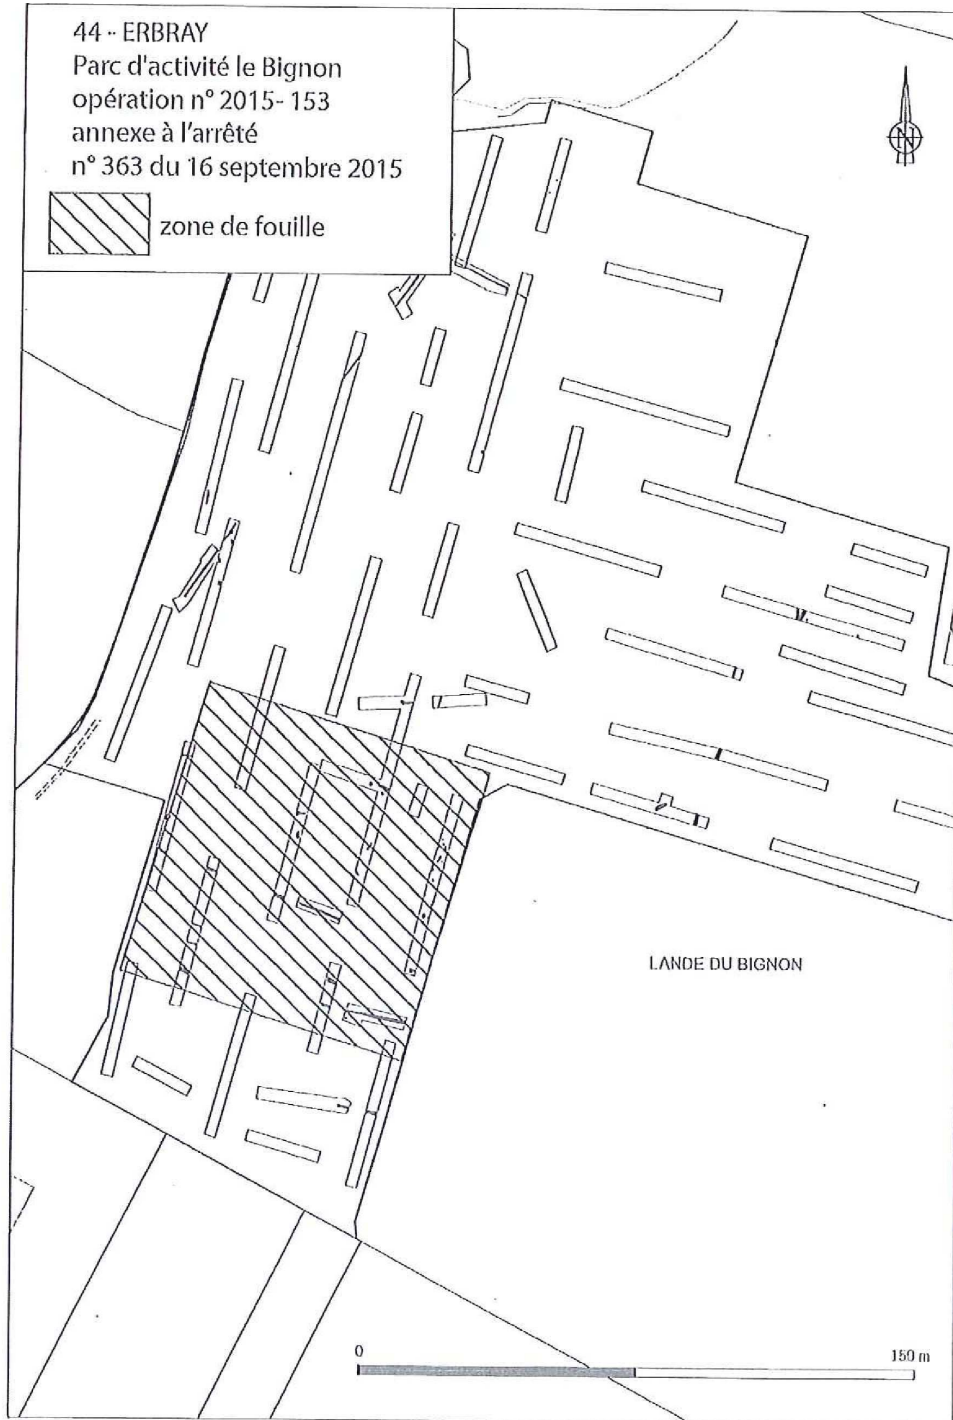 44 - ERBRAY
Parc d'activité le Bignon
opération n° 2015- 153
annexe à l'arrêté
n° 363 du 16 septembre 2015
zone de fouille
N
LANDE DU BIGNON
0
150 m